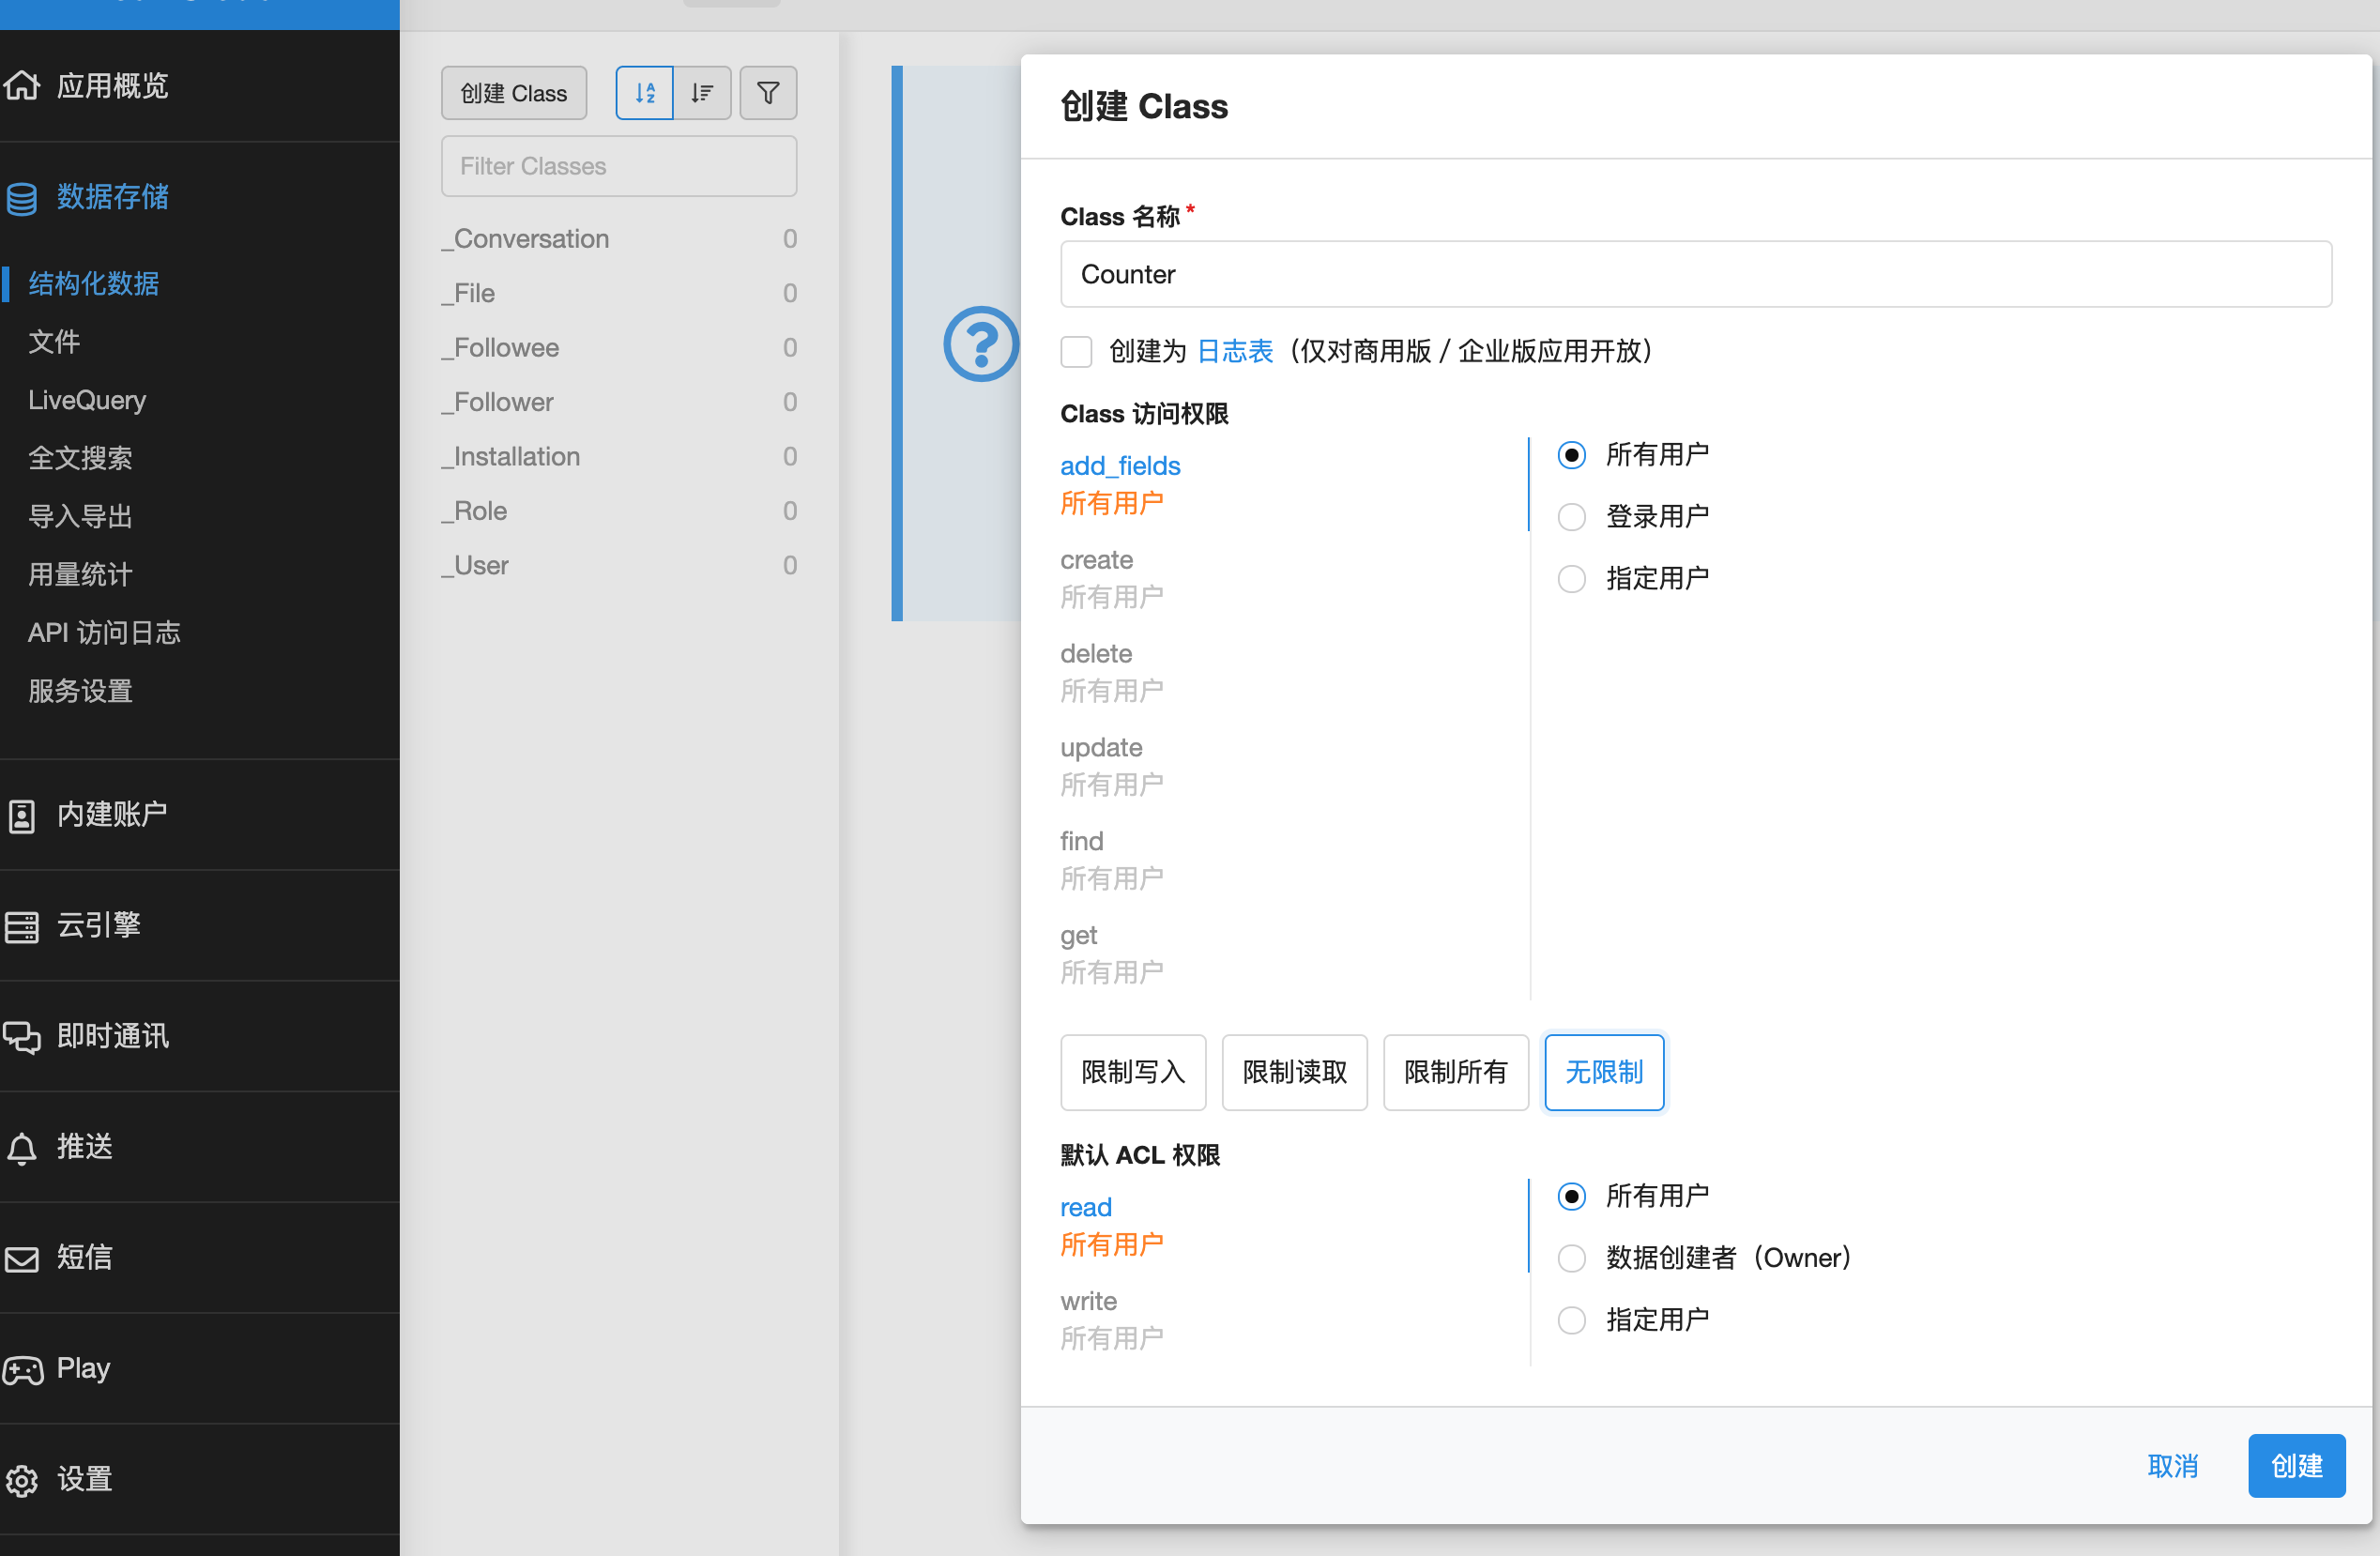 应用概览
数据存储
结构化数据
文件
LiveQuery
全文搜索
导入导出
用量统计
API 访问日志
服务设置
内建账户
云引擎
即时通讯
推送
短信
Play
设置
创建 Class
Filter Classes
_Conversation 0
_File 0
_Followee 0
_Follower 0
_Installation 0
_Role 0
_User 0
创建 Class
Class 名称 *
Counter
创建为 日志表（仅对商用版 / 企业版应用开放）
Class 访问权限
add_fields
所有用户
create
所有用户
delete
所有用户
update
所有用户
find
所有用户
get
所有用户
所有用户
登录用户
指定用户
限制写入 限制读取 限制所有 无限制
默认 ACL 权限
read
所有用户
write
所有用户
所有用户
数据创建者（Owner）
指定用户
取消 创建